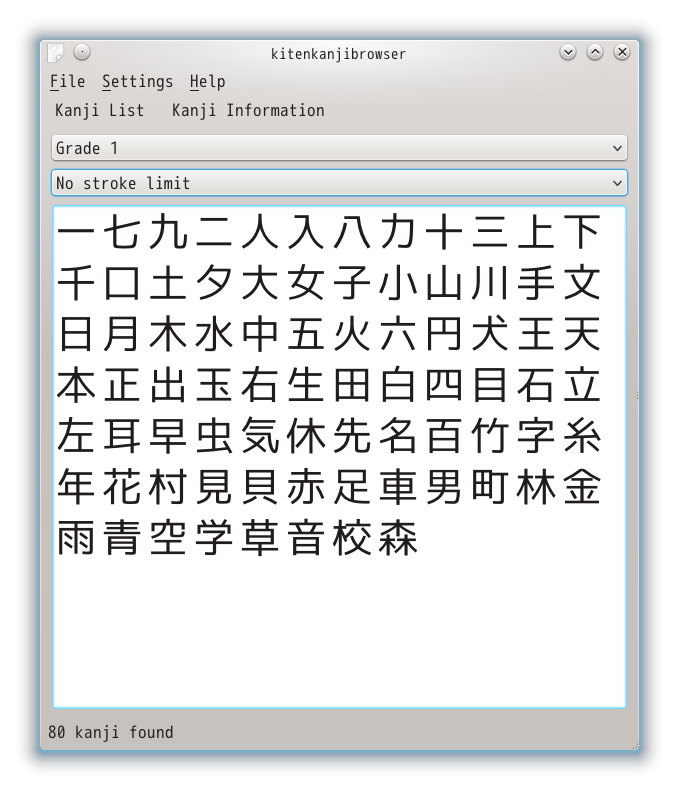 kitenkanjibrowser
File Settings Help
Kanji List Kanji Information
Grade 1
No stroke limit
一七九二人入八力十三上下
千口土夕大女子小山川手文
日月木水中五火六円犬王天
本正出玉右生田白四目石立
左耳早虫気休先名百竹字糸
年花村見貝赤足車男町林金
雨青空学草音校森
80 kanji found